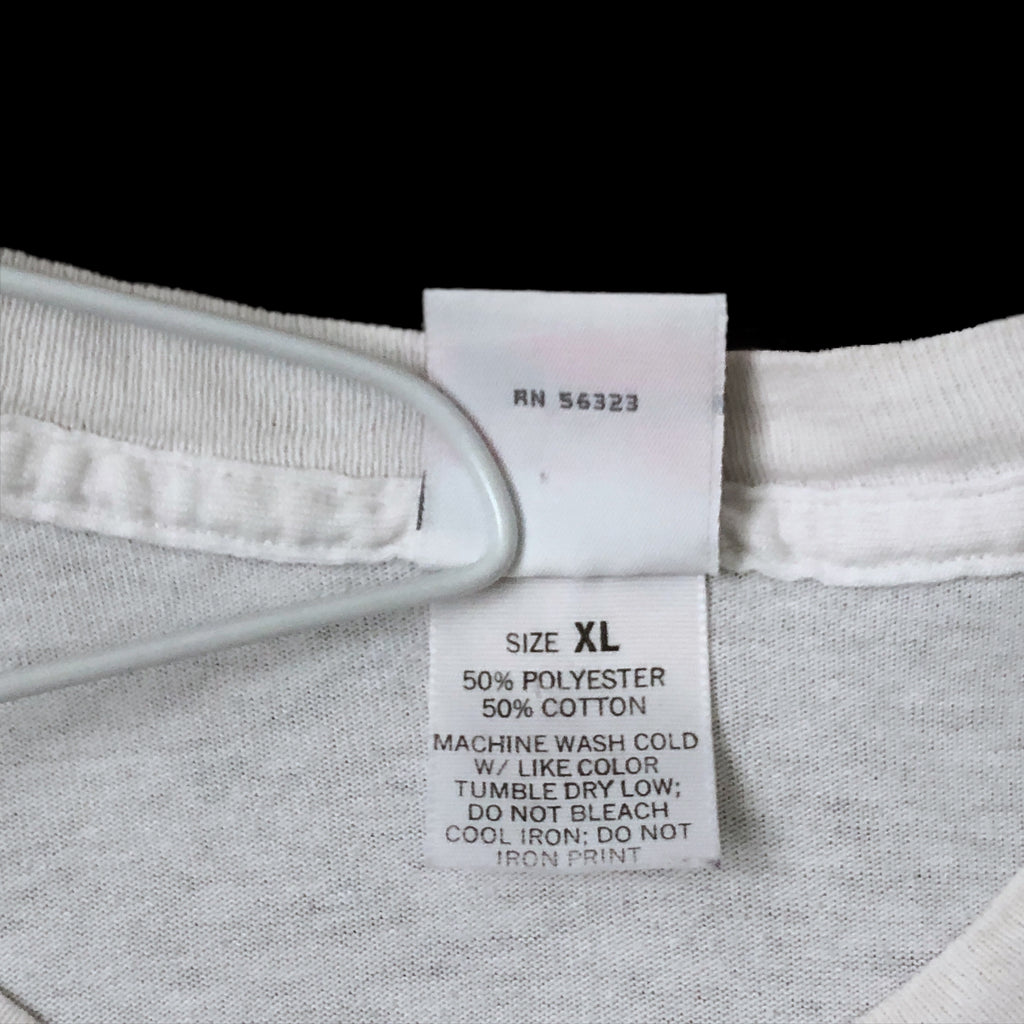 RN 56323
SIZE XL
50% POLYESTER
50% COTTON
MACHINE WASH COLD
W/ LIKE COLOR
TUMBLE DRY LOW;
DO NOT BLEACH
COOL IRON; DO NOT
IRON PRINT